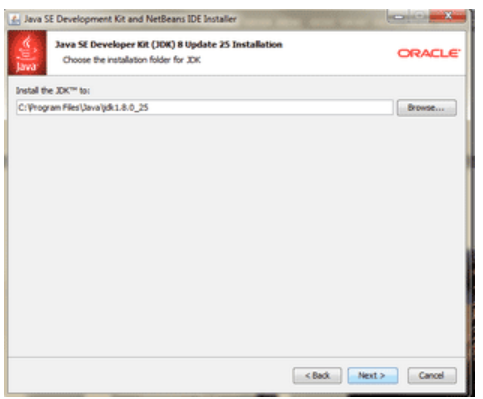 Java SE Development Kit and NetBeans IDE Installer
Java SE Developer Kit (JDK) 8 Update 25 Installation
Choose the installation folder for JDK
Java
ORACLE
Install the JDK™ to:
C:\Program Files\Java\jdk1.8.0_25
Browse...
< Back
Next >
Cancel